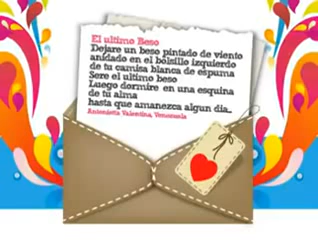 El ultimo Beso
Dejare un beso pintado de viento
anidado en el bolsillo izquierdo
de tu camisa blanca de espuma
Sere el ultimo beso
Luego dormire en una esquina
de tu alma
hasta que amanezca algun dia..
Antonieta Valentina, Venezuela